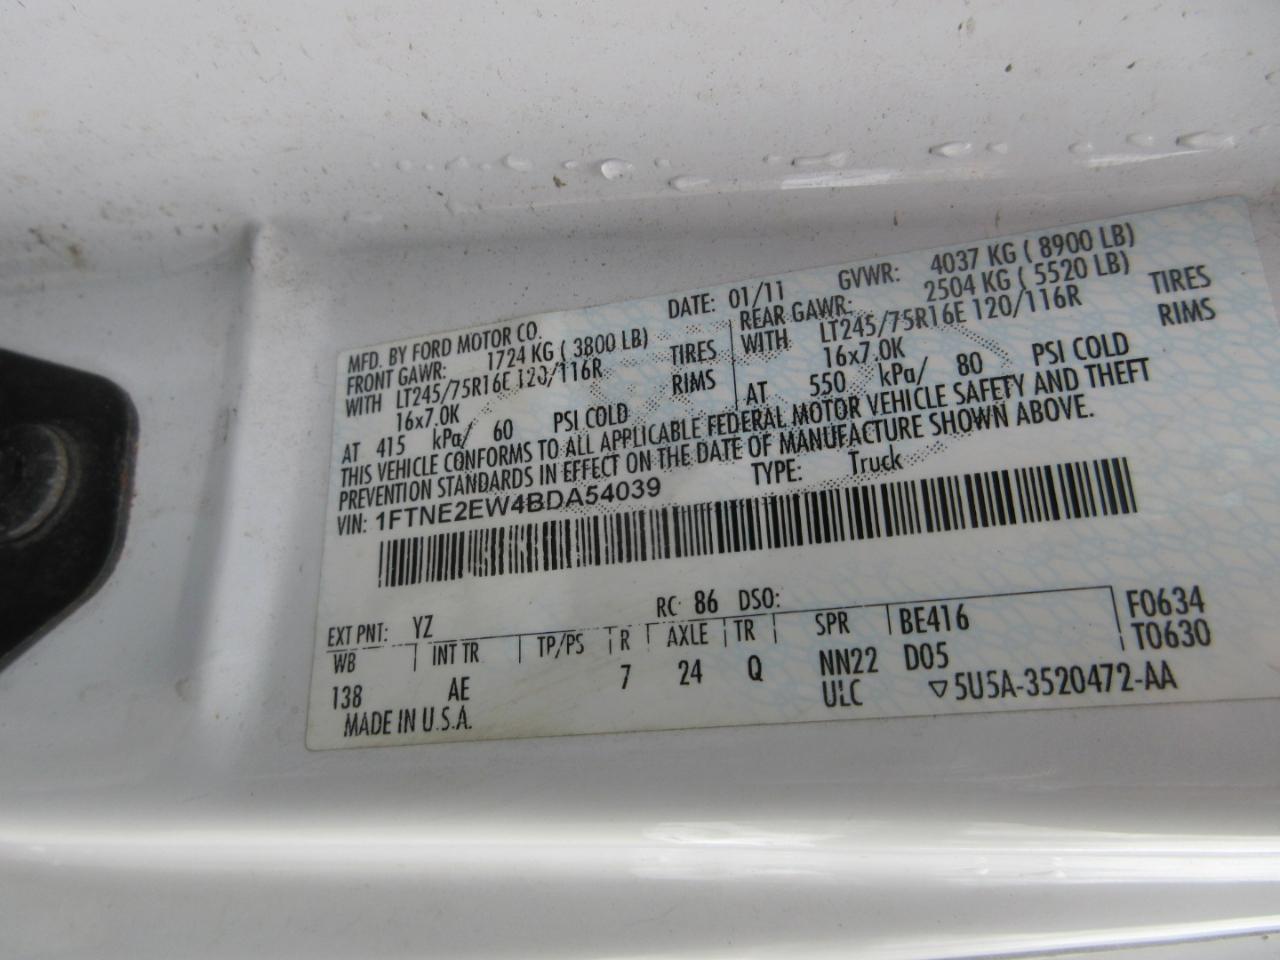 MFD. BY FORD MOTOR CO.
DATE: 01/11 GVWR: 4037 KG ( 8900 LB)
FRONT GAWR: 1724 KG ( 3800 LB)
WITH LT245/75R16E 120/116R TIRES
16x7.0K RIMS
AT 415 kPa/ 60 PSI COLD
REAR GAWR: 2504 KG ( 5520 LB)
WITH LT245/75R16E 120/116R TIRES
16x7.0K RIMS
AT 550 kPa/ 80 PSI COLD
THIS VEHICLE CONFORMS TO ALL APPLICABLE FEDERAL MOTOR VEHICLE SAFETY AND THEFT
PREVENTION STANDARDS IN EFFECT ON THE DATE OF MANUFACTURE SHOWN ABOVE.
VIN: 1FTNE2EW4BDA54039 TYPE: Truck
EXT PNT: YZ RC: 86 DSO:
WB INT TR TP/PS R AXLE TR SPR BE416 F0634
T0630
138 AE 7 24 Q NN22 D05
MADE IN U.S.A. ULC ▽5U5A-3520472-AA